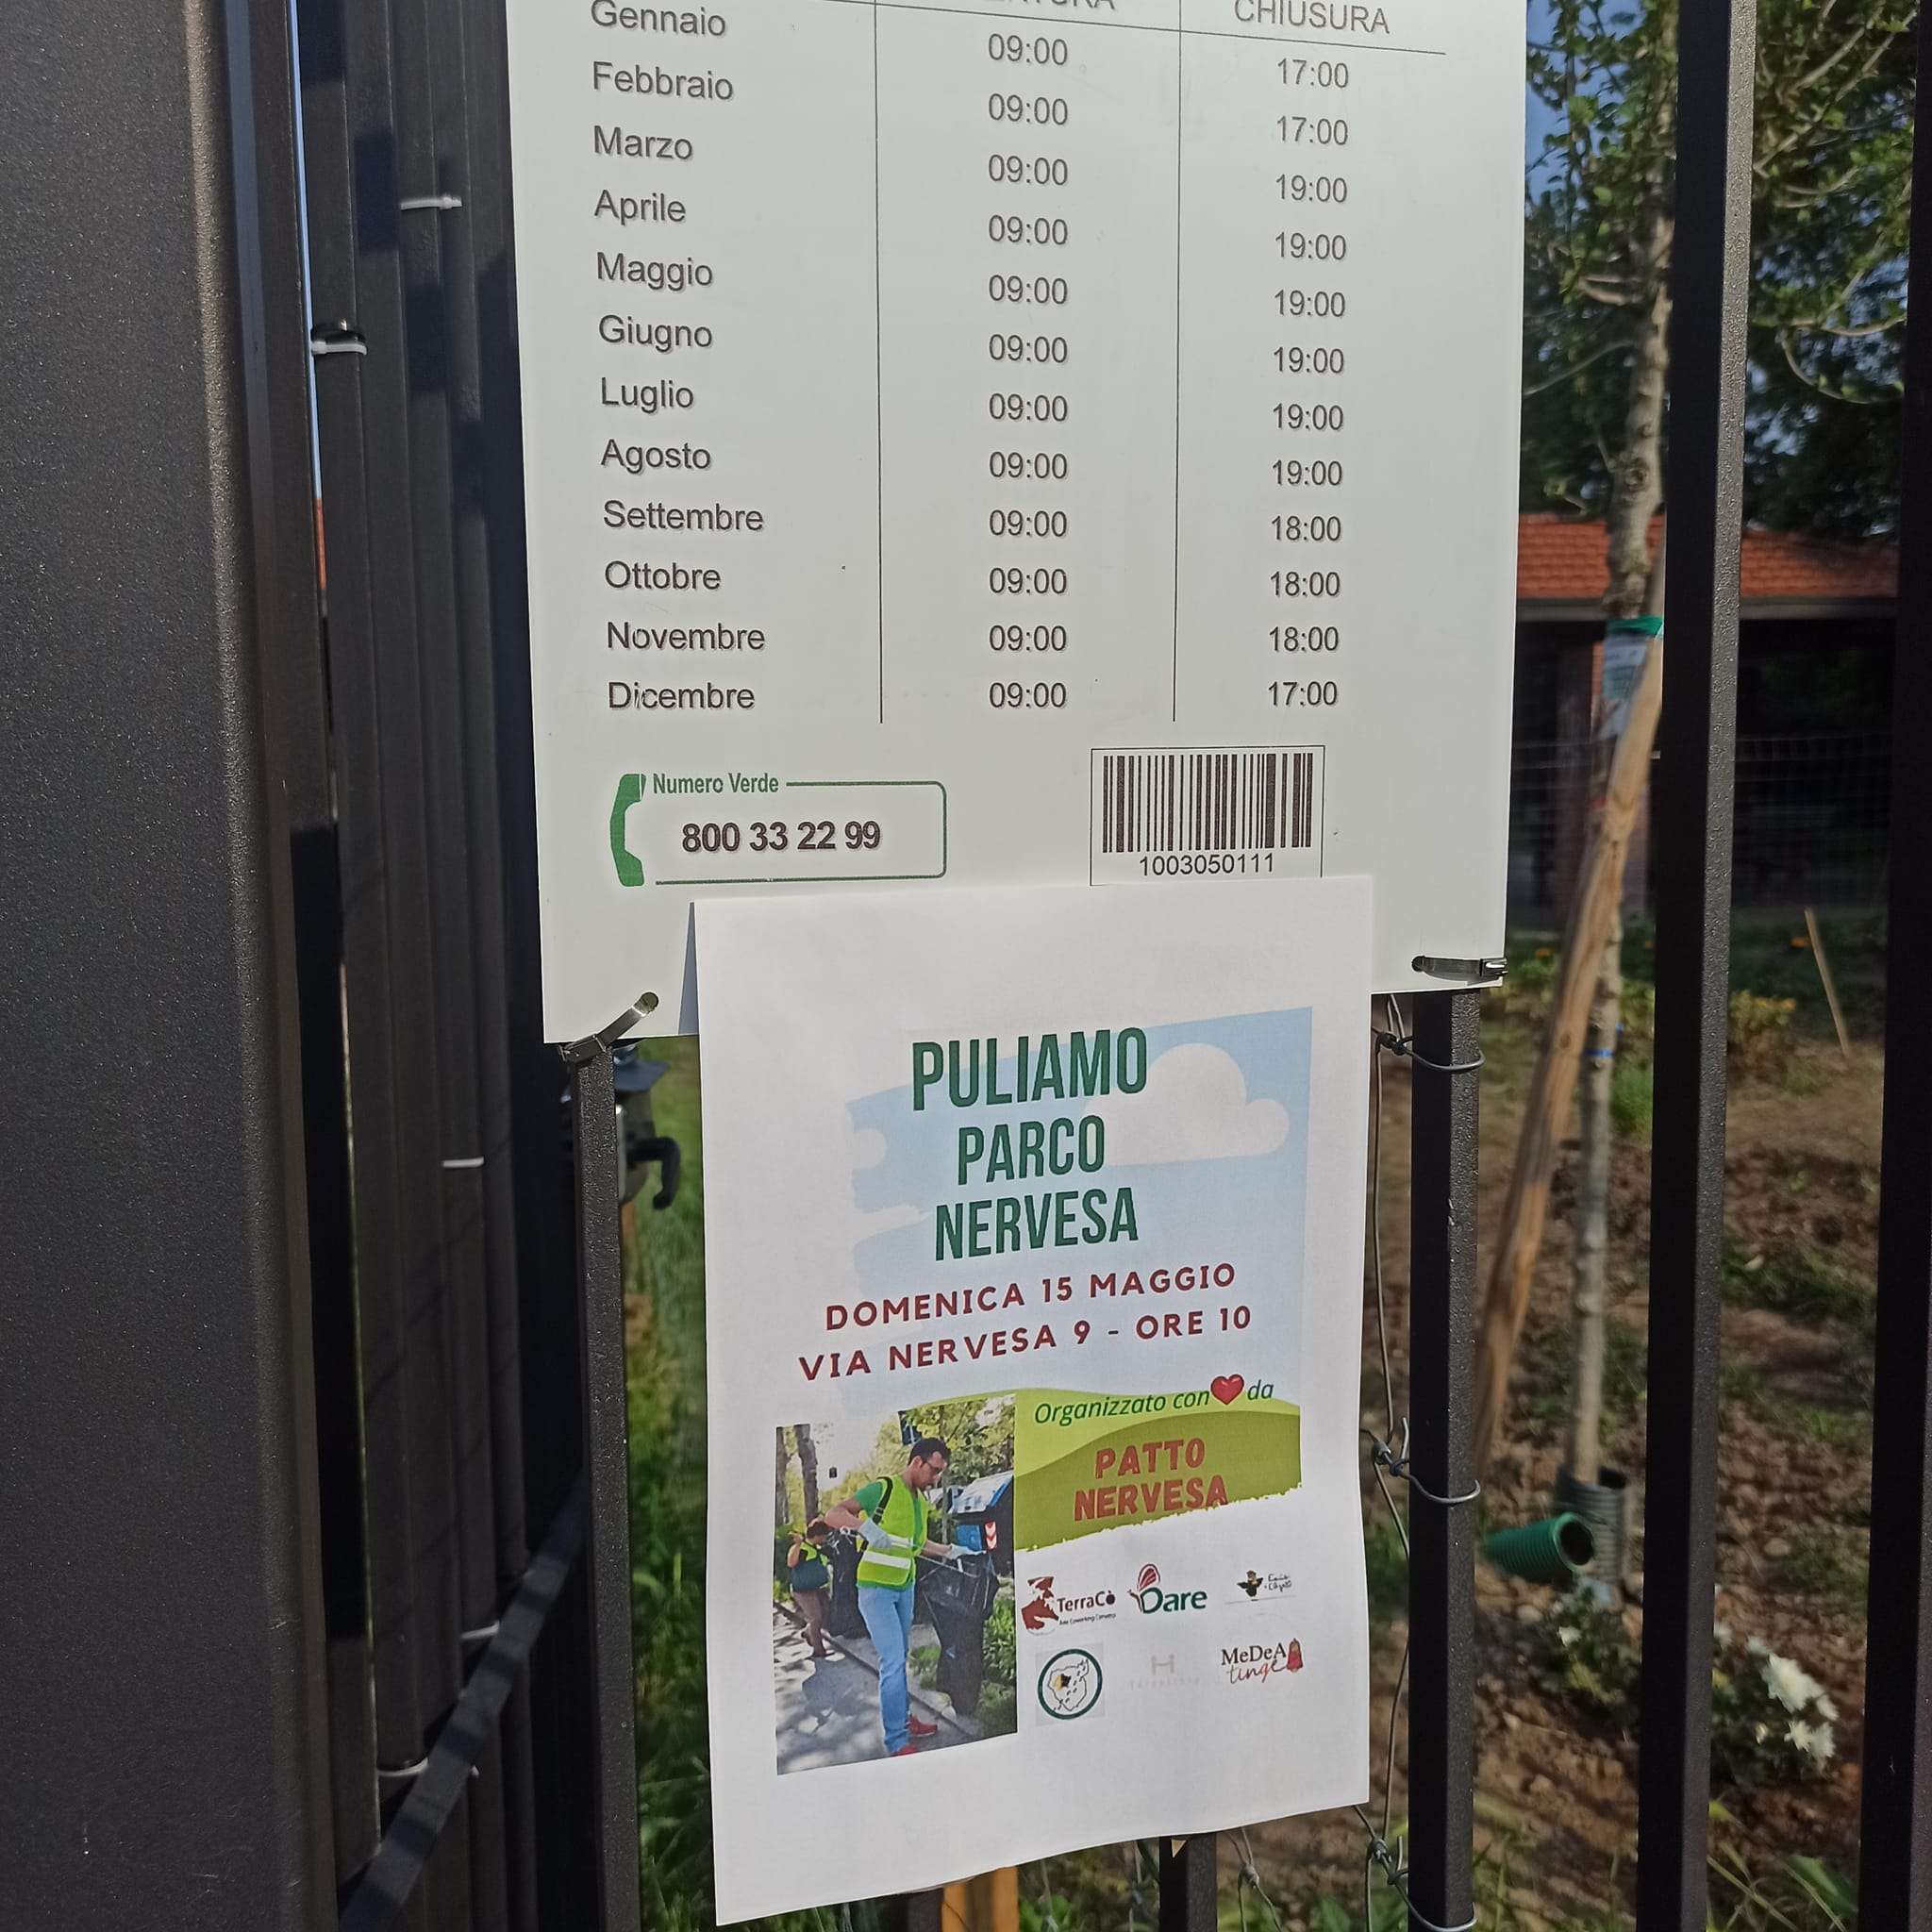 CHIUSURA
Gennaio 09:00 17:00
Febbraio 09:00 17:00
Marzo 09:00 19:00
Aprile 09:00 19:00
Maggio 09:00 19:00
Giugno 09:00 19:00
Luglio 09:00 19:00
Agosto 09:00 19:00
Settembre 09:00 18:00
Ottobre 09:00 18:00
Novembre 09:00 18:00
Dicembre 09:00 17:00
Numero Verde
800 33 22 99
1003050111
PULIAMO
PARCO
NERVESA
DOMENICA 15 MAGGIO
VIA NERVESA 9 - ORE 10
Organizzato con da
PATTO
NERVESA
TerraCò
Dare
H
MeDeA
tinge